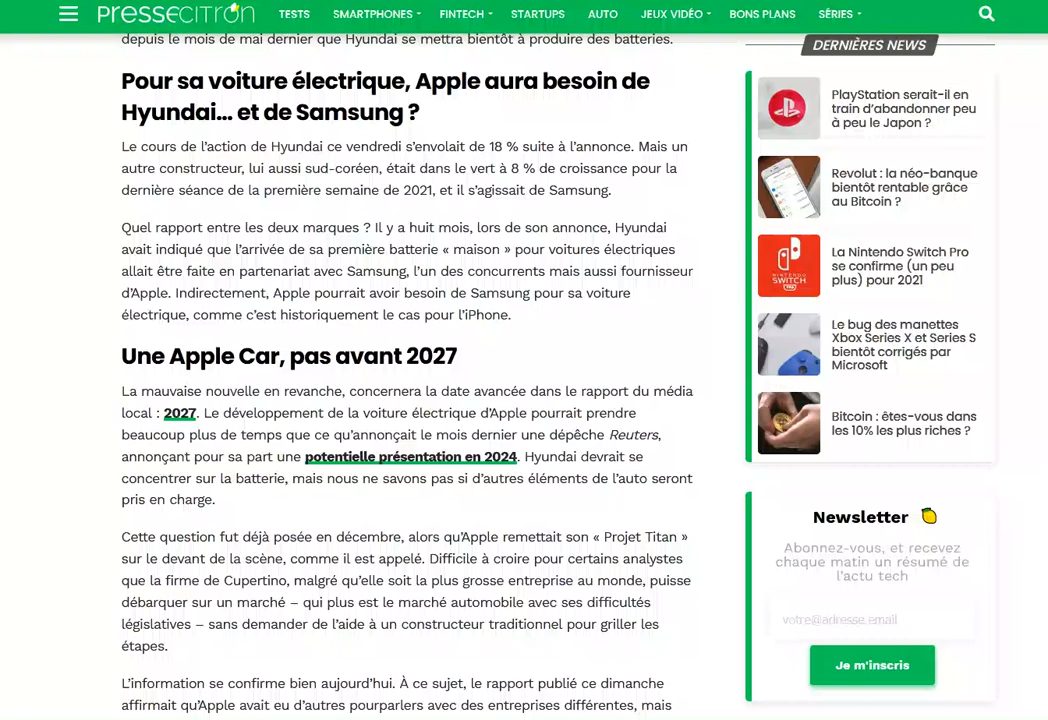 PRESSECITRON
TESTS
SMARTPHONES
FINTECH
STARTUPS
AUTO
JEUX VIDÉO
BONS PLANS
SÉRIES
depuis le mois de mai dernier que Hyundai se mettra bientôt à produire des batteries.
Pour sa voiture électrique, Apple aura besoin de
Hyundai… et de Samsung ?
Le cours de l’action de Hyundai ce vendredi s’envolait de 18 % suite à l’annonce. Mais un
autre constructeur, lui aussi sud-coréen, était dans le vert à 8 % de croissance pour la
dernière séance de la première semaine de 2021, et il s’agissait de Samsung.
Quel rapport entre les deux marques ? Il y a huit mois, lors de son annonce, Hyundai
avait indiqué que l’arrivée de sa première batterie « maison » pour voitures électriques
allait être faite en partenariat avec Samsung, l’un des concurrents mais aussi fournisseur
d’Apple. Indirectement, Apple pourrait avoir besoin de Samsung pour sa voiture
électrique, comme c’est historiquement le cas pour l’iPhone.
Une Apple Car, pas avant 2027
La mauvaise nouvelle en revanche, concernera la date avancée dans le rapport du média
local : 2027. Le développement de la voiture électrique d’Apple pourrait prendre
beaucoup plus de temps que ce qu’annonçait le mois dernier une dépêche Reuters,
annonçant pour sa part une potentielle présentation en 2024. Hyundai devrait se
concentrer sur la batterie, mais nous ne savons pas si d’autres éléments de l’auto seront
pris en charge.
Cette question fut déjà posée en décembre, alors qu’Apple remettait son « Projet Titan »
sur le devant de la scène, comme il est appelé. Difficile à croire pour certains analystes
que la firme de Cupertino, malgré qu’elle soit la plus grosse entreprise au monde, puisse
débarquer sur un marché – qui plus est le marché automobile avec ses difficultés
législatives – sans demander de l’aide à un constructeur traditionnel pour griller les
étapes.
L’information se confirme bien aujourd’hui. À ce sujet, le rapport publié ce dimanche
affirmait qu’Apple avait eu d’autres pourparlers avec des entreprises différentes, mais
DERNIÈRES NEWS
PlayStation serait-il en
train d’abandonner peu
à peu le Japon ?
Revolut : la néo-banque
bientôt rentable grâce
au Bitcoin ?
NINTENDO
SWITCH
PRO
La Nintendo Switch Pro
se confirme (un peu
plus) pour 2021
Le bug des manettes
Xbox Series X et Series S
bientôt corrigés par
Microsoft
Bitcoin : êtes-vous dans
les 10% les plus riches ?
Newsletter
Abonnez-vous, et recevez
chaque matin un résumé de
l’actu tech
votre@adresse.email
Je m'inscris